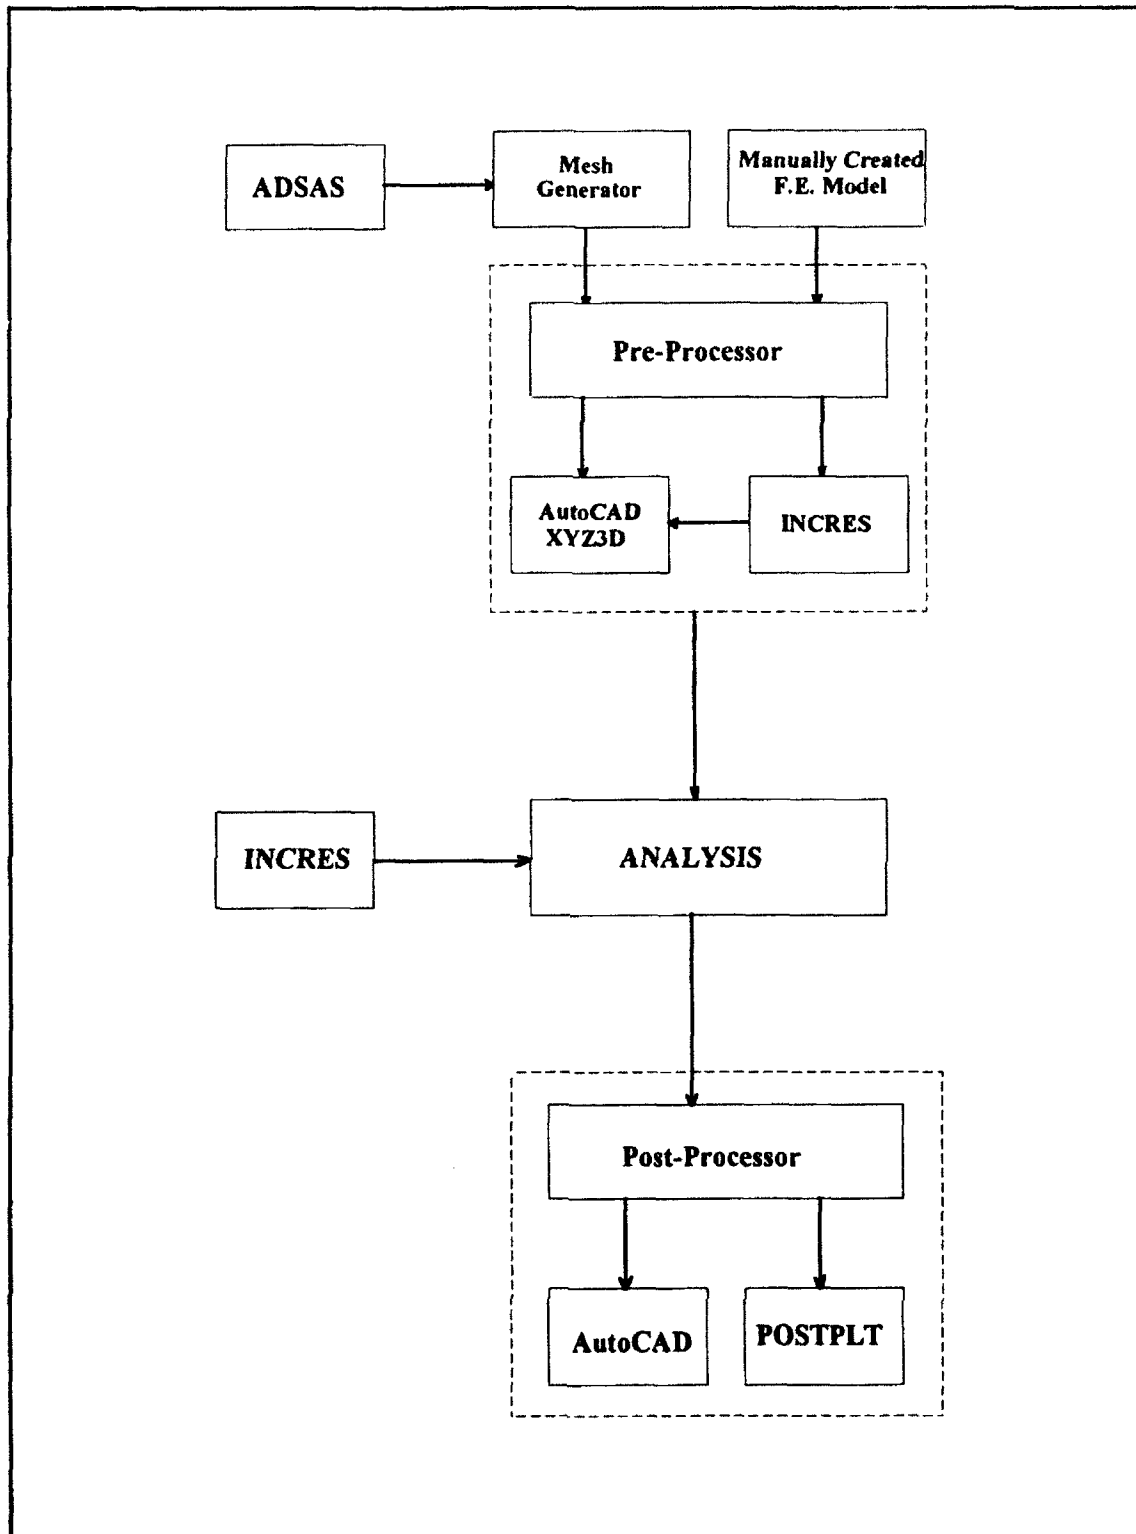 ADSAS
Mesh
Generator
Manually Created
F.E. Model
Pre-Processor
AutoCAD
XYZ3D
INCRES
INCRES
ANALYSIS
Post-Processor
AutoCAD
POSTPLT